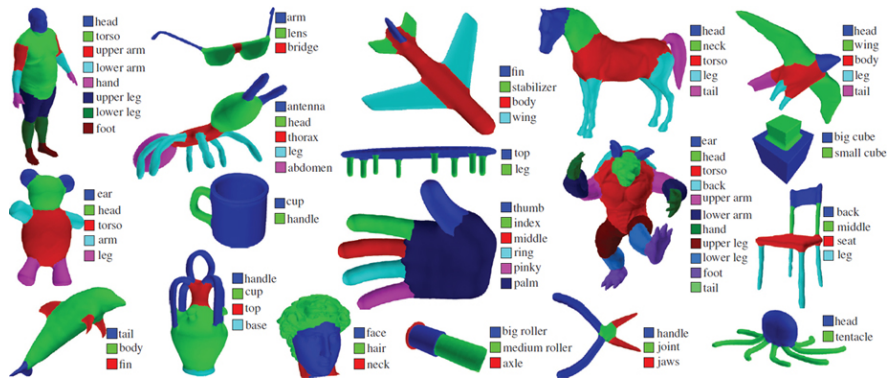 head
torso
upper arm
lower arm
hand
upper leg
lower leg
foot
arm
lens
bridge
fin
stabilizer
body
wing
head
neck
torso
leg
tail
head
wing
body
leg
tail
antenna
head
thorax
leg
abdomen
top
leg
big cube
small cube
ear
head
torso
arm
leg
cup
handle
thumb
index
middle
ring
pinky
palm
ear
head
torso
back
upper arm
lower arm
hand
upper leg
lower leg
foot
tail
back
middle
seat
leg
tail
body
fin
handle
cup
top
base
face
hair
neck
big roller
medium roller
axle
handle
joint
jaws
head
tentacle